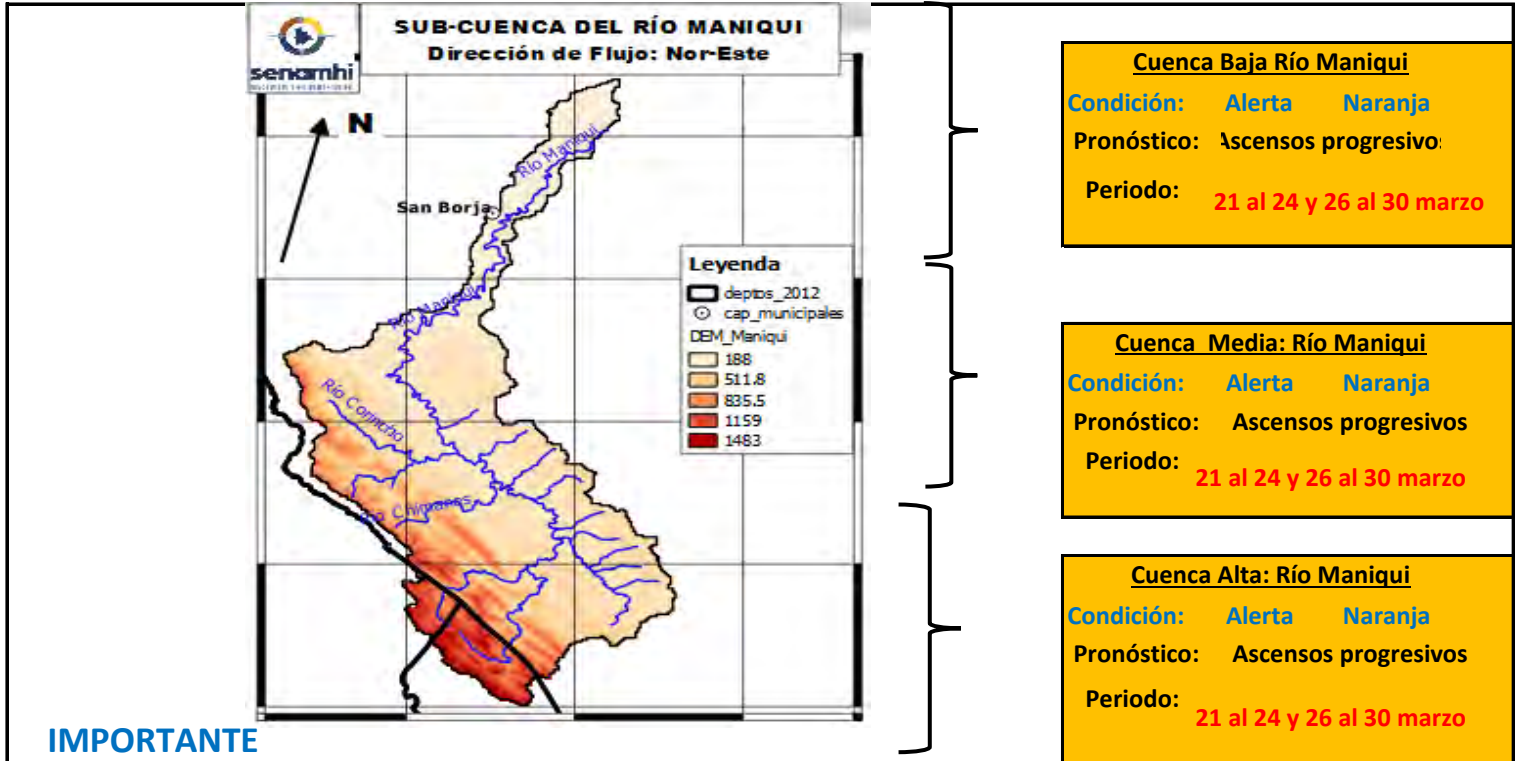 SUB-CUENCA DEL RÍO MANIQUI
Dirección de Flujo: Nor-Este
senamhi
N
Río Maniqui
San Borja
Río Maniqui
Leyenda
deptos_2012
cap_municipales
DEM_Maniqui
188
511.8
835.5
1159
1483
Río Chimanes
IMPORTANTE
Cuenca Baja Río Maniqui
Condición: Alerta Naranja
Pronóstico: Ascensos progresivos
Periodo: 21 al 24 y 26 al 30 marzo
Cuenca Media: Río Maniqui
Condición: Alerta Naranja
Pronóstico: Ascensos progresivos
Periodo: 21 al 24 y 26 al 30 marzo
Cuenca Alta: Río Maniqui
Condición: Alerta Naranja
Pronóstico: Ascensos progresivos
Periodo: 21 al 24 y 26 al 30 marzo